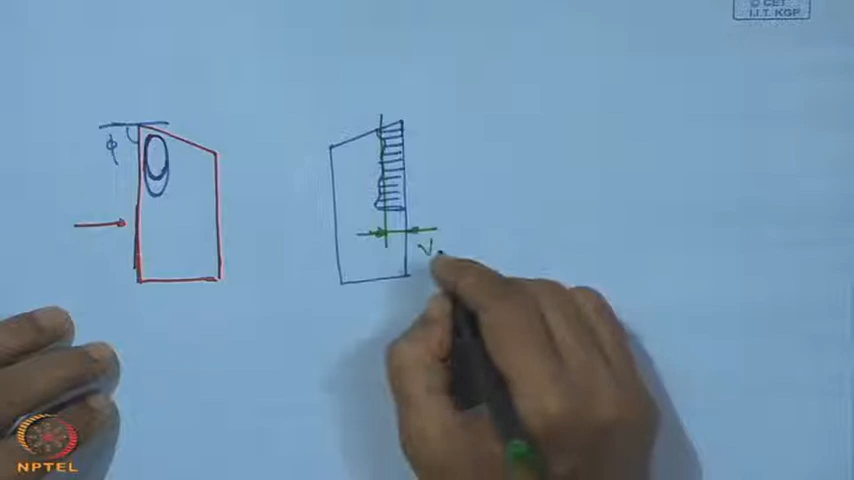 © CET
I.I.T. KGP
φ
V
NPTEL